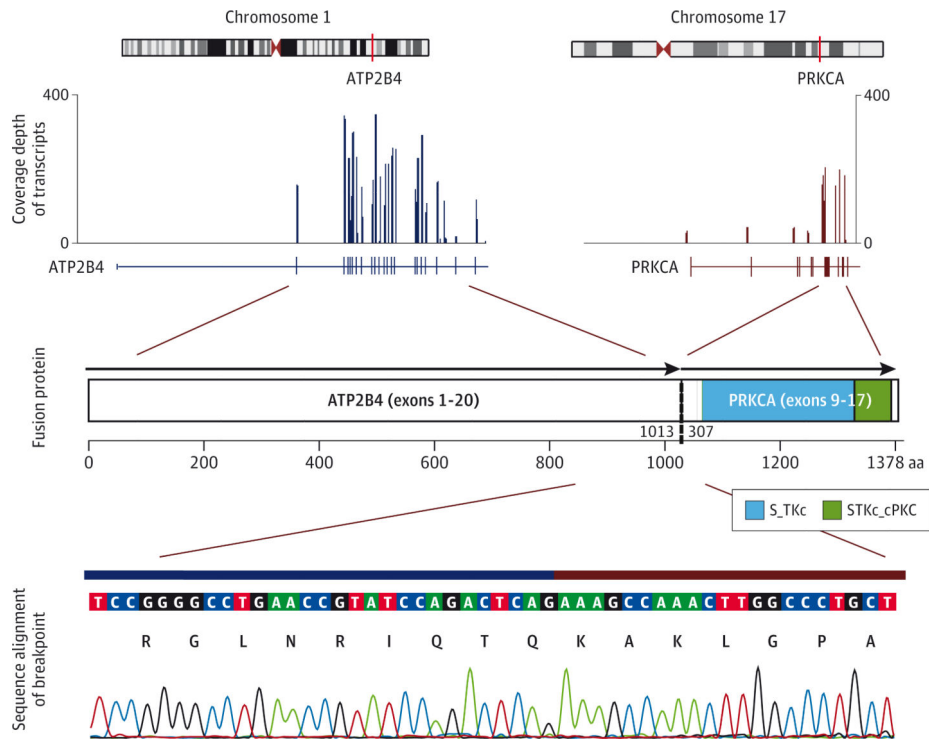 Chromosome 1
Chromosome 17
ATP2B4
PRKCA
Coverage depth
of transcripts
400
0
400
0
ATP2B4
PRKCA
Fusion protein
ATP2B4 (exons 1-20)
PRKCA (exons 9-17)
1013
307
0 200 400 600 800 1000 1200 1378 aa
S_TKc STKc_cPKC
Sequence alignment
of breakpoint
TCCGGGGCCTGAACCGTATCCAGACTCAGAAAGCCAAACTTGGCCCTGCT
R G L N R I Q T Q K A K L G P A